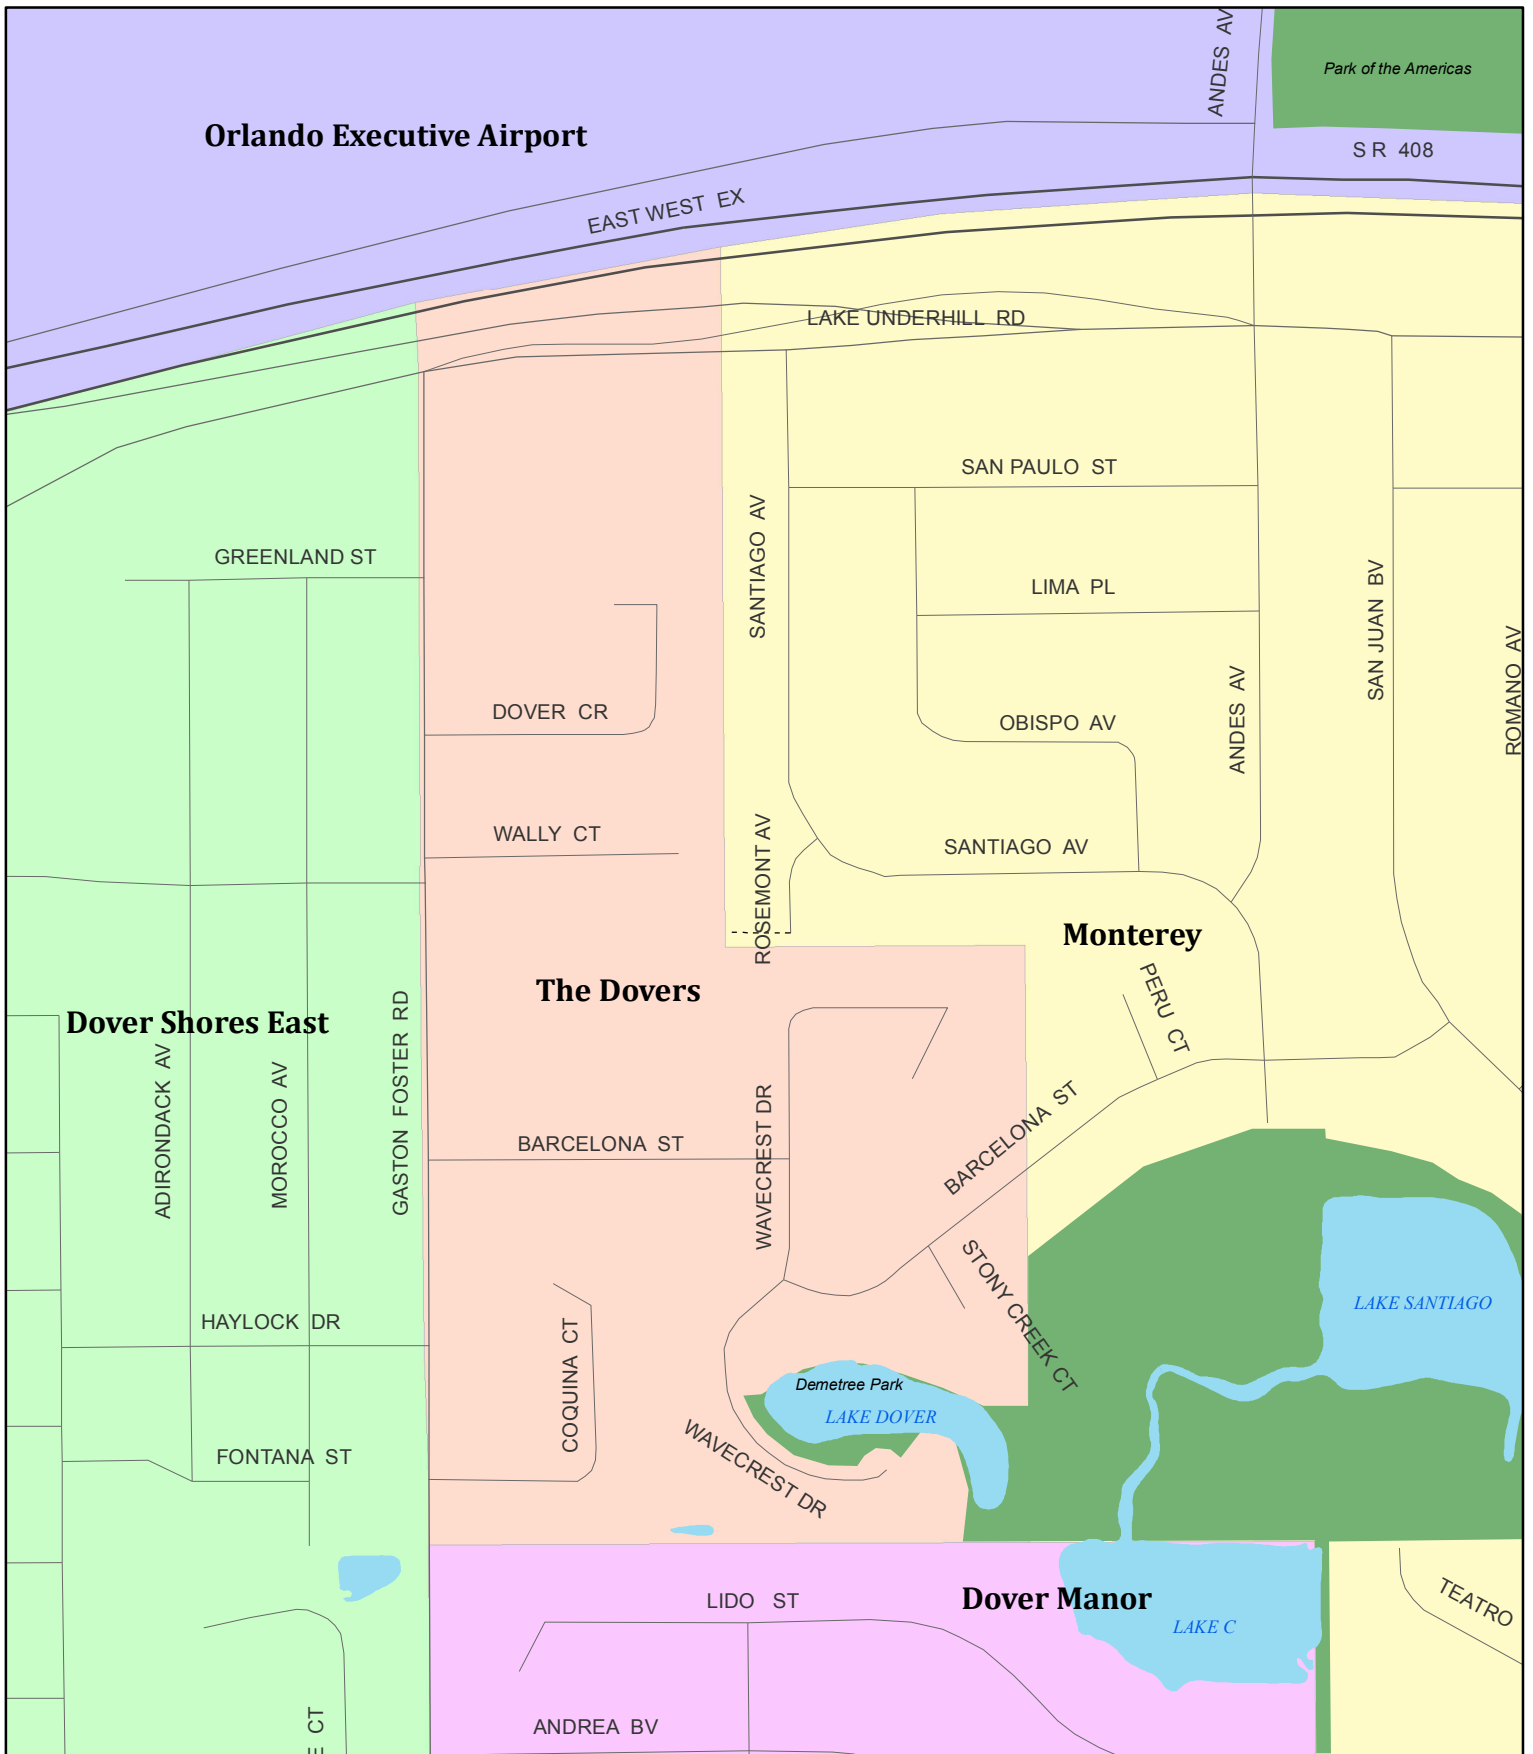 ANDES AV
Park of the Americas
Orlando Executive Airport
S R 408
EAST WEST EX
LAKE UNDERHILL RD
SAN PAULO ST
SANTIAGO AV
GREENLAND ST
LIMA PL
SAN JUAN BV
ROMANO AV
DOVER CR
OBISPO AV
ANDES AV
WALLY CT
ROSEMONT AV
SANTIAGO AV
Monterey
The Dovers
PERU CT
Dover Shores East
ADIRONDACK AV
MOROCCO AV
GASTON FOSTER RD
BARCELONA ST
WAVECREST DR
BARCELONA ST
STONY CREEK CT
LAKE SANTIAGO
HAYLOCK DR
COQUINA CT
Demetree Park
LAKE DOVER
FONTANA ST
WAVECREST DR
LIDO ST
Dover Manor
LAKE C
TEATRO
E CT
ANDREA BV